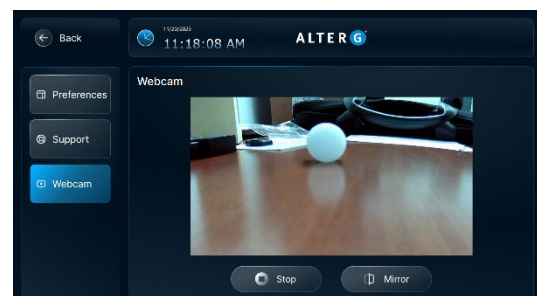 Back
11:18:08 AM
ALTER G
Webcam
Preferences
Support
Webcam
Stop
Mirror